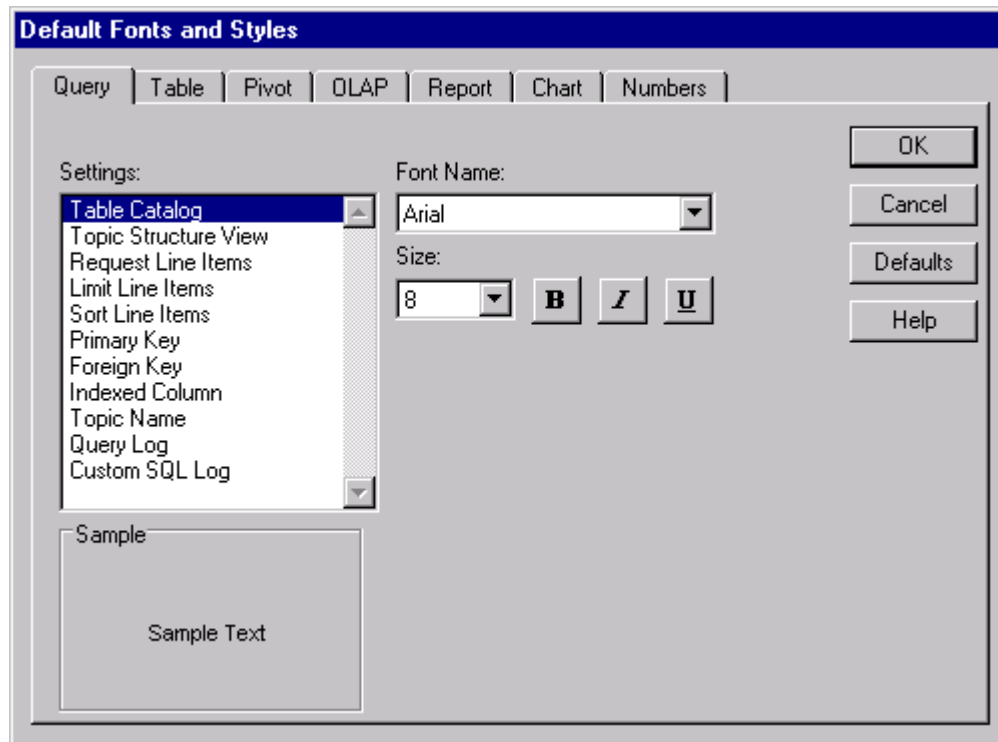 Default Fonts and Styles
Query Table Pivot OLAP Report Chart Numbers
Settings:
Table Catalog
Topic Structure View
Request Line Items
Limit Line Items
Sort Line Items
Primary Key
Foreign Key
Indexed Column
Topic Name
Query Log
Custom SQL Log
Font Name:
Arial
Size:
8 B I U
OK
Cancel
Defaults
Help
Sample
Sample Text